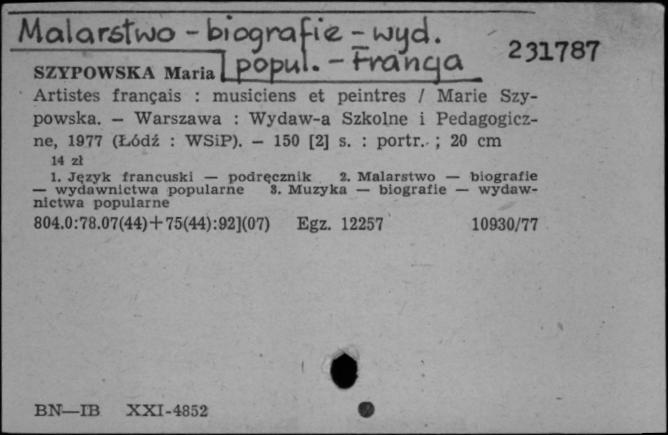 Malarstwo - biografie - wyd.
popul. - Francja
231787
SZYPOWSKA Maria
Artistes français : musiciens et peintres / Marie Szy-
powska. — Warszawa : Wydaw-a Szkolne i Pedagogicz-
ne, 1977 (Łódź : WSiP). — 150 [2] s. : portr. ; 20 cm
14 zł
1. Język francuski — podręcznik 2. Malarstwo — biografie
— wydawnictwa popularne 3. Muzyka — biografie — wydaw-
nictwa popularne
804.0:78.07(44)+75(44):92](07) Egz. 12257 10930/77
BN—IB XXI-4852